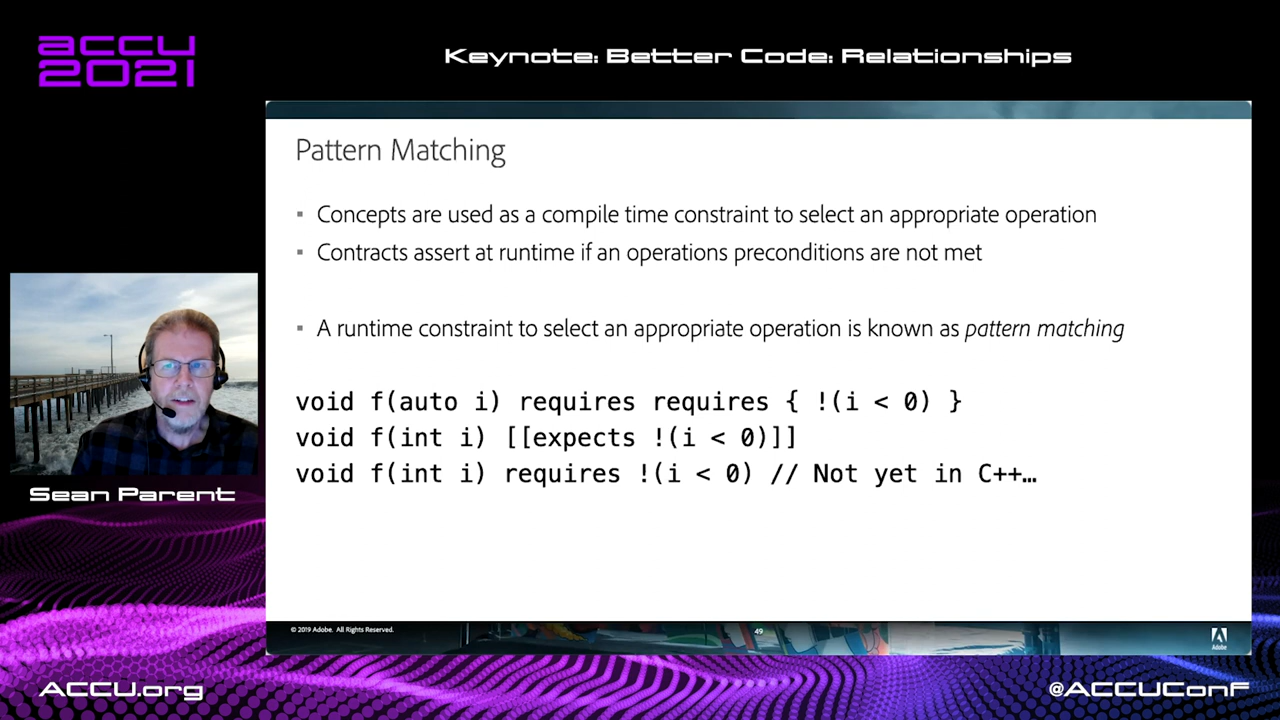 ACCU
2021
Keynote: Better Code: Relationships
Pattern Matching
▪ Concepts are used as a compile time constraint to select an appropriate operation
▪ Contracts assert at runtime if an operations preconditions are not met
▪ A runtime constraint to select an appropriate operation is known as pattern matching
void f(auto i) requires requires { !(i < 0) }
void f(int i) [[expects !(i < 0)]]
void f(int i) requires !(i < 0) // Not yet in C++…
Sean Parent
© 2019 Adobe. All Rights Reserved.
49
Adobe
ACCU.org
@ACCUConf